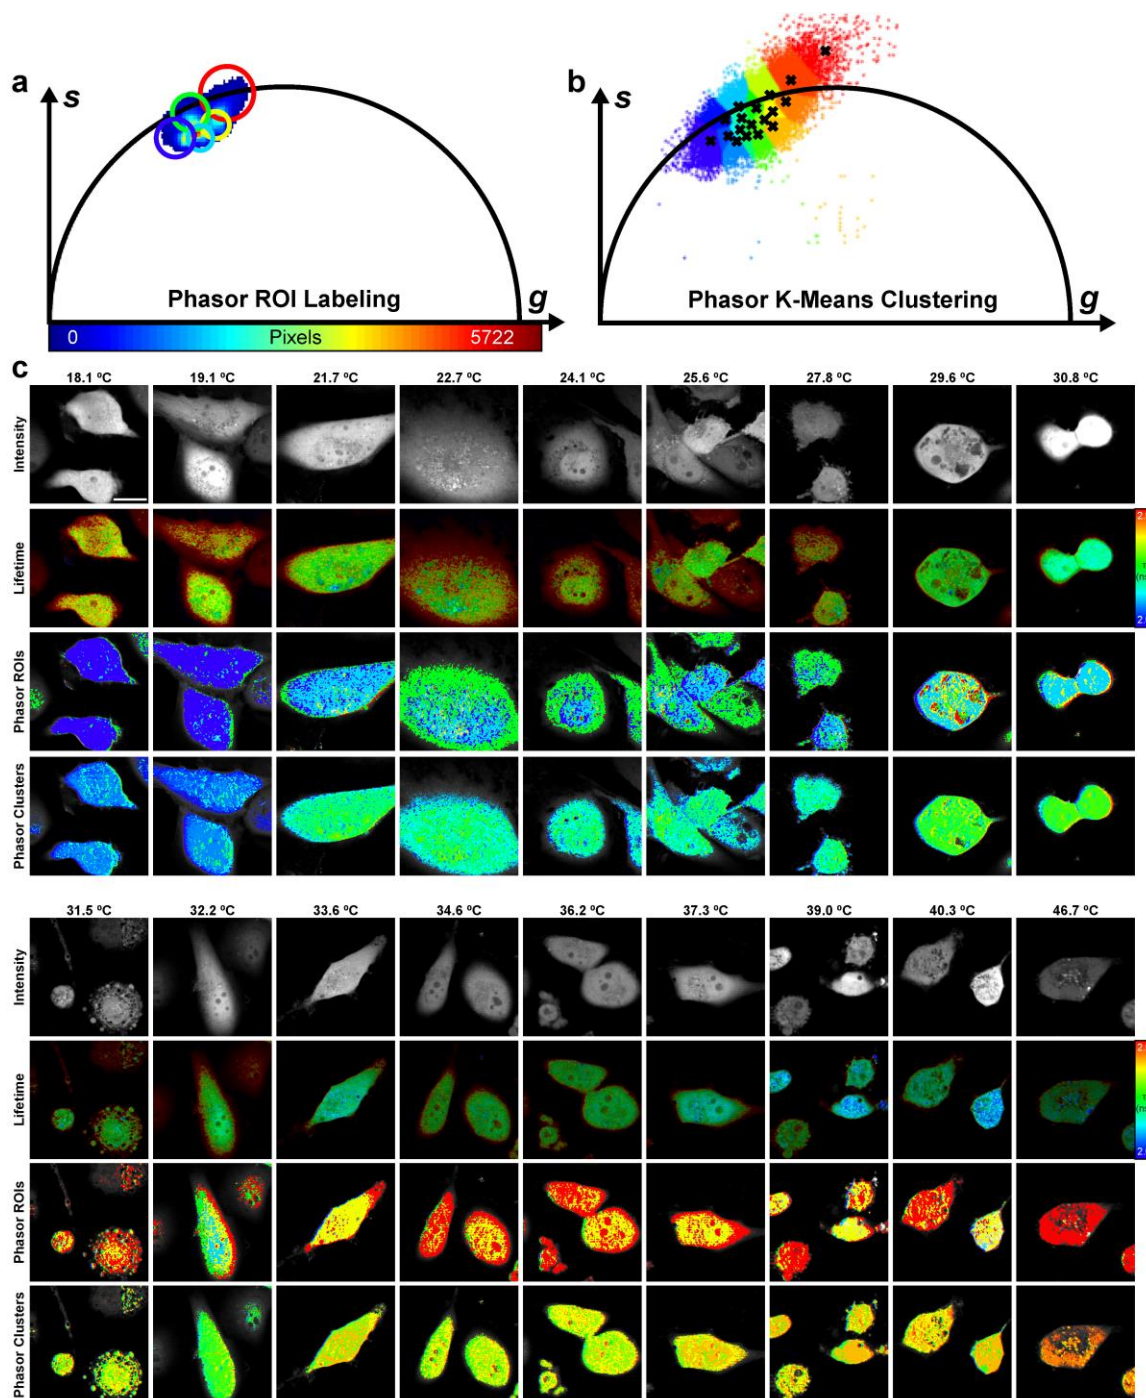 a
s
g
Phasor ROI Labeling
0 Pixels 5722
b
s
g
Phasor K-Means Clustering
c
18.1 ºC 19.1 ºC 21.7 ºC 22.7 ºC 24.1 ºC 25.6 ºC 27.8 ºC 29.6 ºC 30.8 ºC
Intensity
Lifetime
Phasor ROIs
Phasor Clusters
31.5 ºC 32.2 ºC 33.6 ºC 34.6 ºC 36.2 ºC 37.3 ºC 39.0 ºC 40.3 ºC 46.7 ºC
Intensity
Lifetime
Phasor ROIs
Phasor Clusters